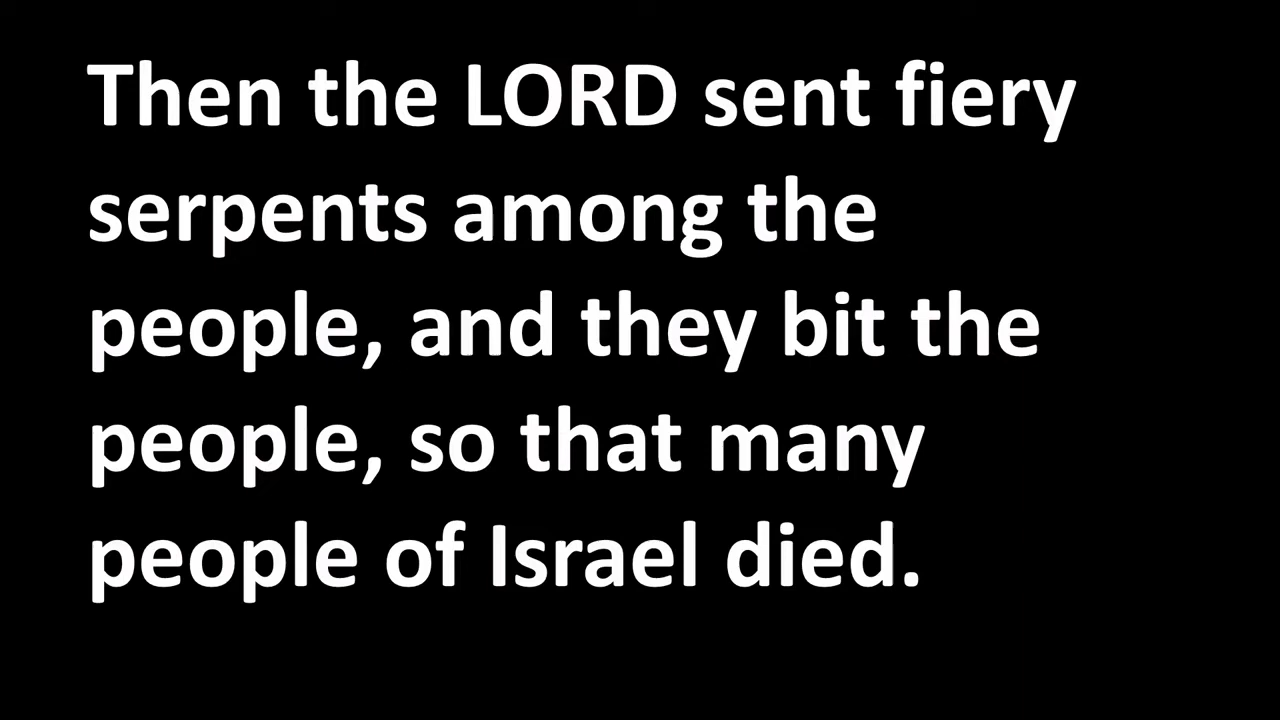 Then the LORD sent fiery
serpents among the
people, and they bit the
people, so that many
people of Israel died.